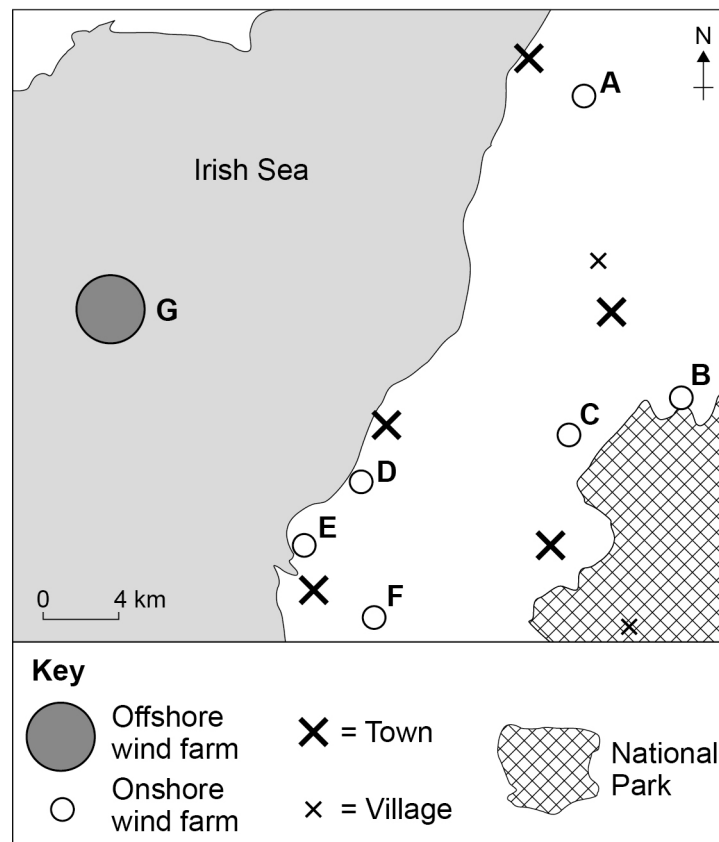 N
A
Irish Sea
G
B
C
D
E
F
0 4 km
Key
Offshore
wind farm
= Town
National
Park
Onshore
wind farm
= Village